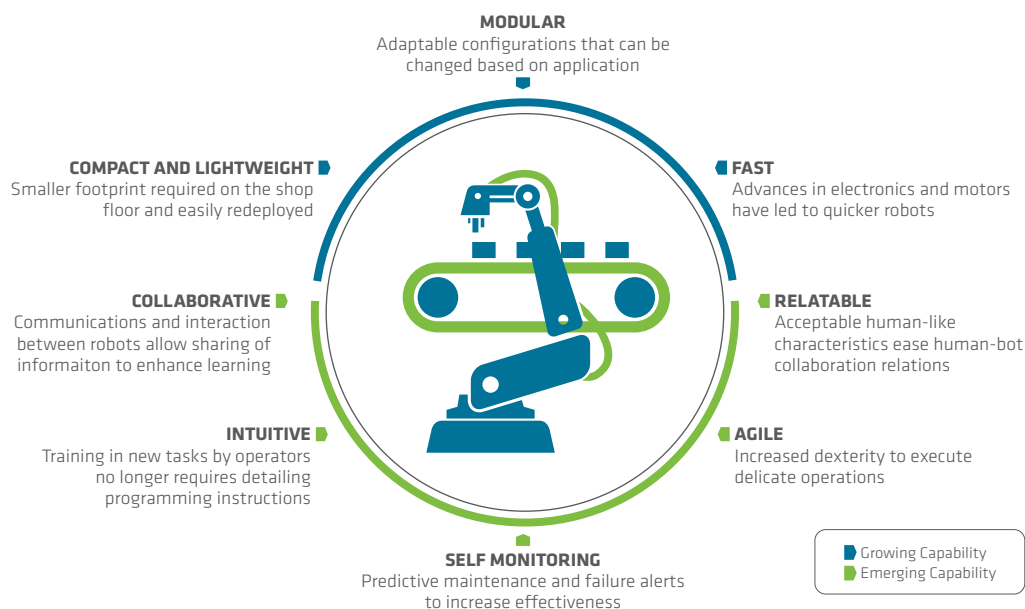 MODULAR
Adaptable configurations that can be
changed based on application
COMPACT AND LIGHTWEIGHT
Smaller footprint required on the shop
floor and easily redeployed
FAST
Advances in electronics and motors
have led to quicker robots
COLLABORATIVE
Communications and interaction
between robots allow sharing of
informaiton to enhance learning
RELATABLE
Acceptable human-like
characteristics ease human-bot
collaboration relations
INTUITIVE
Training in new tasks by operators
no longer requires detailing
programming instructions
AGILE
Increased dexterity to execute
delicate operations
SELF MONITORING
Predictive maintenance and failure alerts
to increase effectiveness
Growing Capability
Emerging Capability